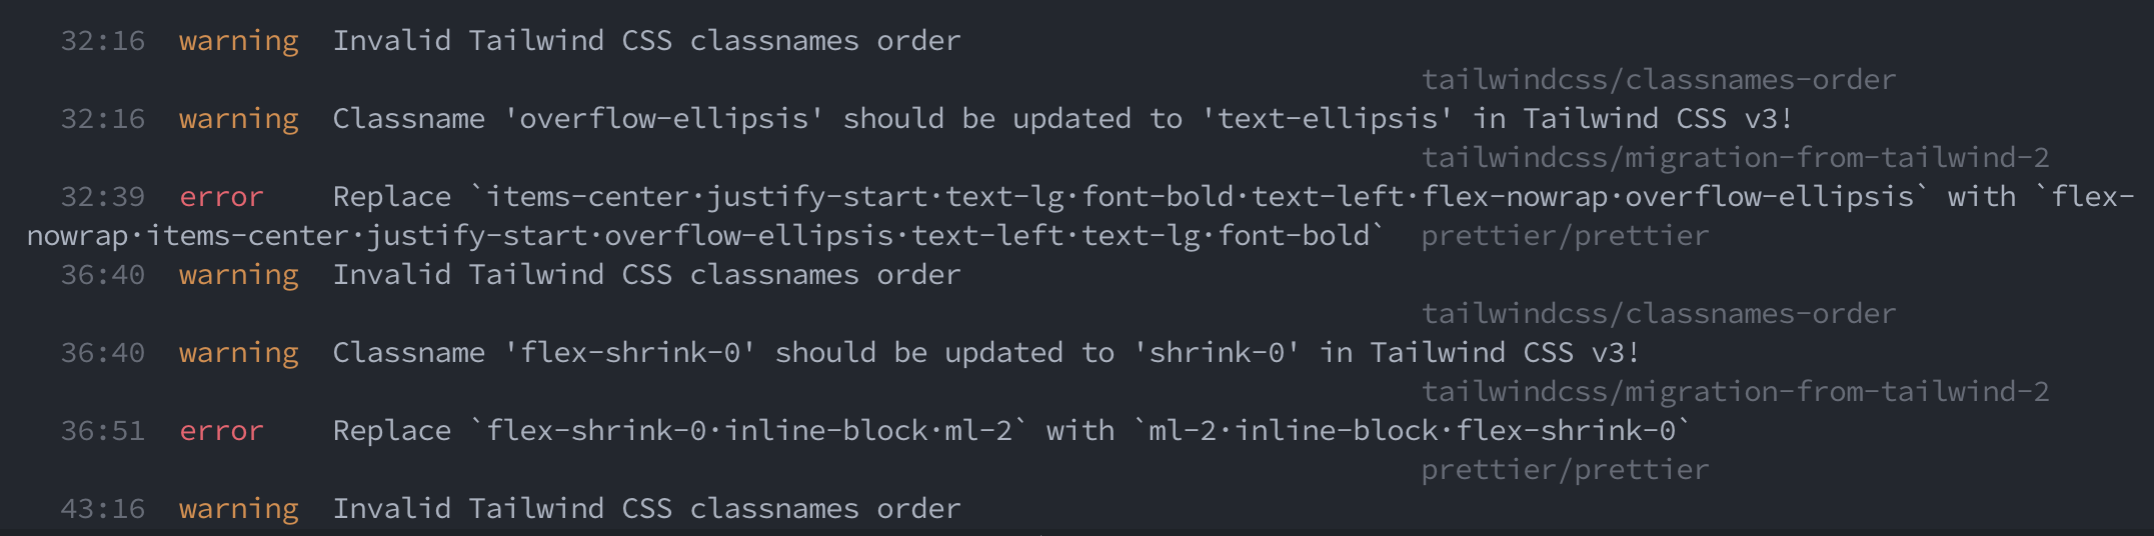 32:16  warning  Invalid Tailwind CSS classnames order
tailwindcss/classnames-order
32:16  warning  Classname 'overflow-ellipsis' should be updated to 'text-ellipsis' in Tailwind CSS v3!
tailwindcss/migration-from-tailwind-2
32:39  error    Replace `items-center·justify-start·text-lg·font-bold·text-left·flex-nowrap·overflow-ellipsis` with `flex-
nowrap·items-center·justify-start·overflow-ellipsis·text-left·text-lg·font-bold`  prettier/prettier
36:40  warning  Invalid Tailwind CSS classnames order
tailwindcss/classnames-order
36:40  warning  Classname 'flex-shrink-0' should be updated to 'shrink-0' in Tailwind CSS v3!
tailwindcss/migration-from-tailwind-2
36:51  error    Replace `flex-shrink-0·inline-block·ml-2` with `ml-2·inline-block·flex-shrink-0`
prettier/prettier
43:16  warning  Invalid Tailwind CSS classnames order